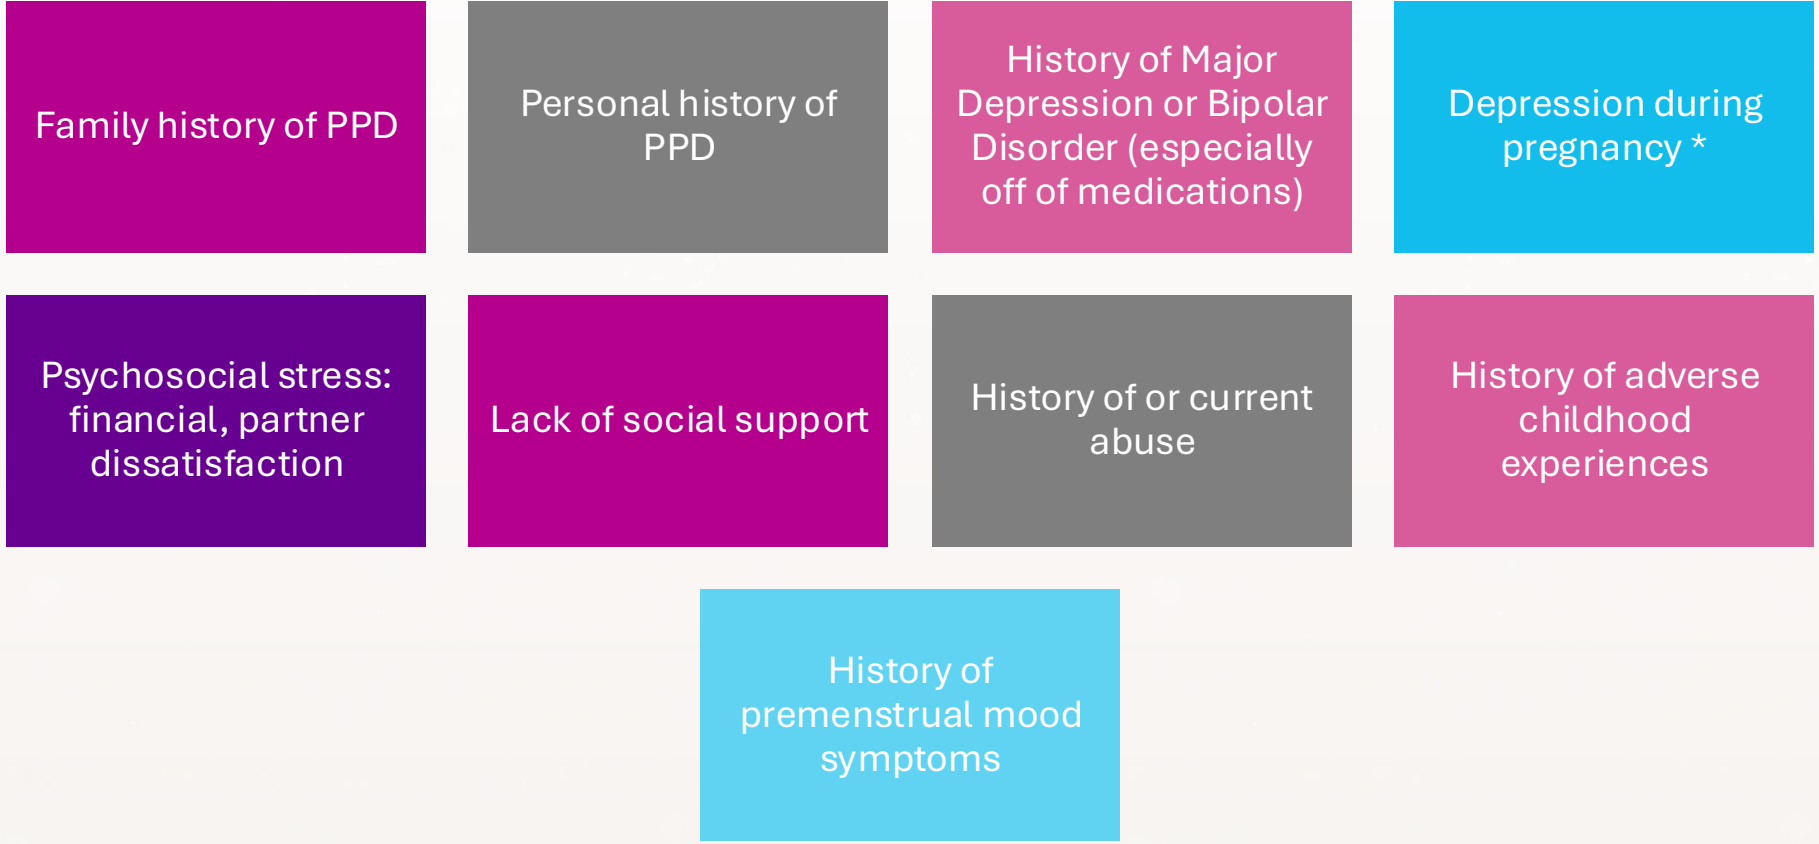 Family history of PPD
Personal history of
PPD
History of Major
Depression or Bipolar
Disorder (especially
off of medications)
Depression during
pregnancy *
Psychosocial stress:
financial, partner
dissatisfaction
Lack of social support
History of or current
abuse
History of adverse
childhood
experiences
History of
premenstrual mood
symptoms